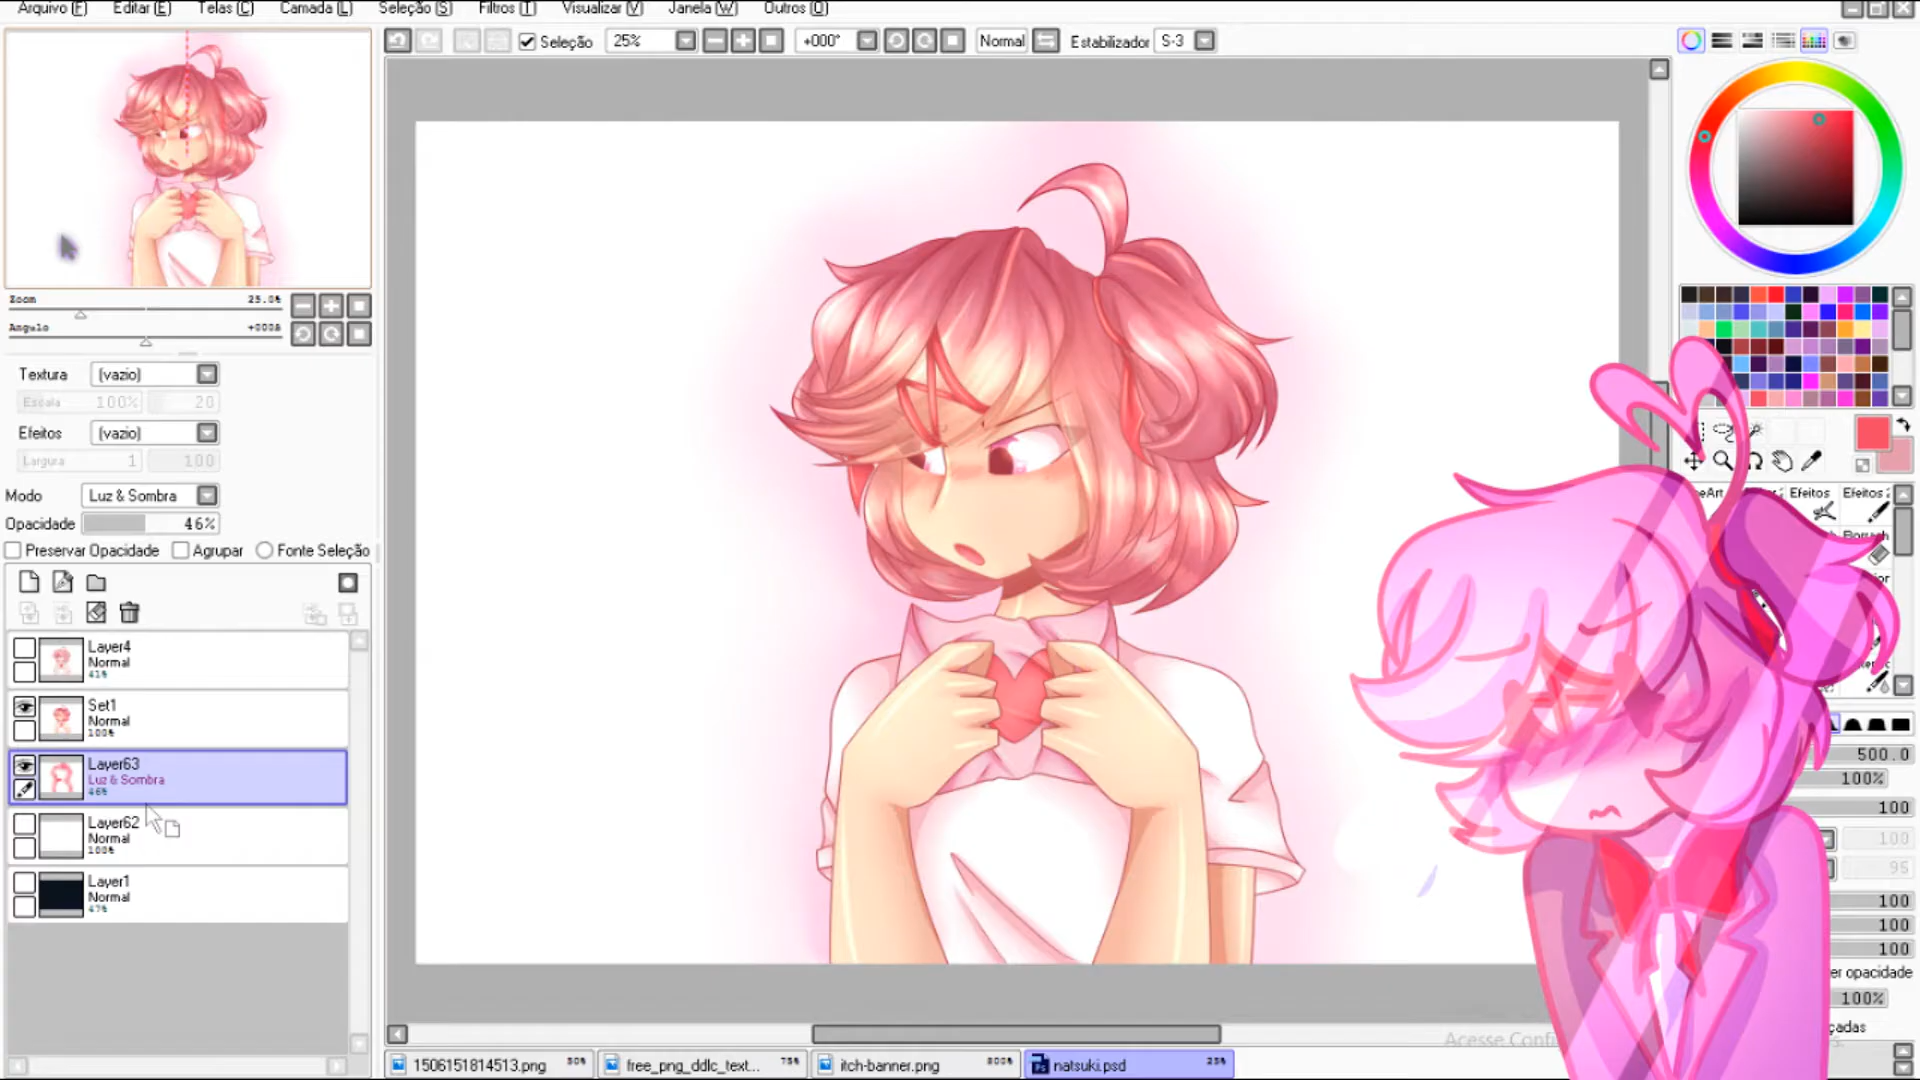 Arquivo (F) Editar (E) Telas (C) Camada (L) Seleção (S) Filtros (T) Visualizar (V) Janela (W) Outros (O)
Seleção 25% +000° Normal Estabilizador S-3
Zoom 25.0%
Angulo +000â
Textura (vazio)
Escala 100% 20
Efeitos (vazio)
Largura 1 100
Modo Luz & Sombra
Opacidade 46%
Preservar Opacidade Agrupar Fonte Seleção
Layer4
Normal
41%
Set1
Normal
100%
Layer63
Luz & Sombra
46%
Layer62
Normal
100%
Layer1
Normal
47%
Efeitos Efeitos
500.0
100%
100
100
95
100
100
100
er opacidade
100%
çadas
Acesse Confi
1506151814513.png 50% free_png_ddlc_text... 75% itch-banner.png 800% natsuki.psd 25%